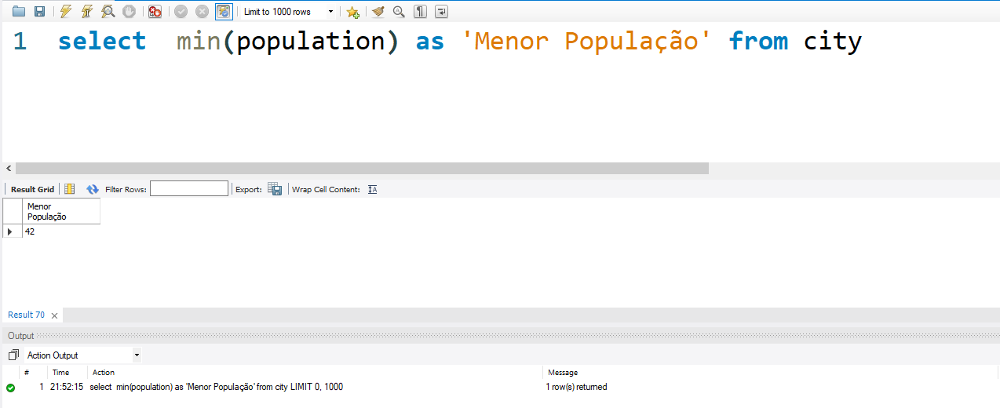 Limit to 1000 rows
1 select  min(population) as 'Menor População' from city
Result Grid Filter Rows: Export: Wrap Cell Content:
Menor
População
42
Result 70
Output
Action Output
# Time Action Message
1 21:52:15 select  min(population) as 'Menor População' from city LIMIT 0, 1000 1 row(s) returned